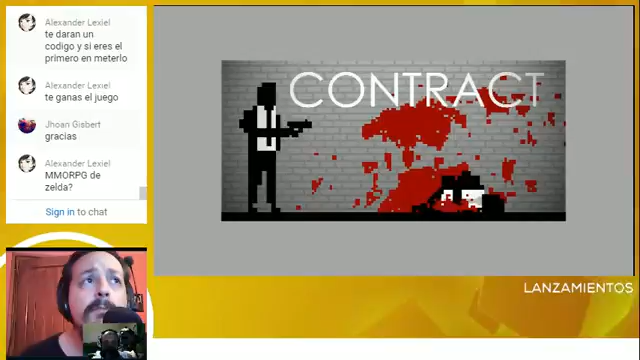 Alexander Lexiel
te daran un
codigo y si eres el
primero en meterlo
Alexander Lexiel
te ganas el juego
Jhoan Gisbert
gracias
Alexander Lexiel
MMORPG de
zelda?
Sign in to chat
CONTRACT
LANZAMIENTOS